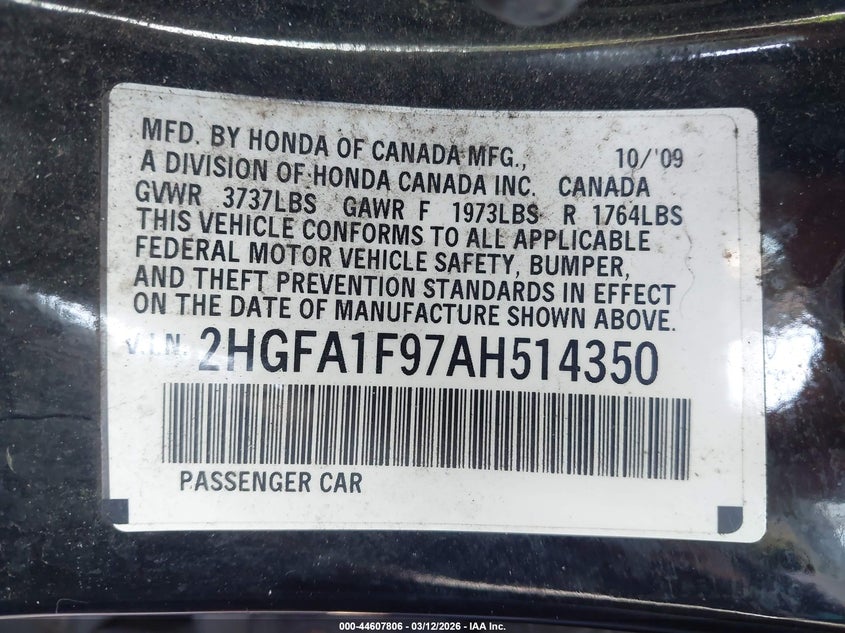 MFD. BY HONDA OF CANADA MFG., 10/'09
A DIVISION OF HONDA CANADA INC. CANADA
GVWR 3737LBS GAWR F 1973LBS R 1764LBS
THIS VEHICLE CONFORMS TO ALL APPLICABLE
FEDERAL MOTOR VEHICLE SAFETY, BUMPER,
AND THEFT PREVENTION STANDARDS IN EFFECT
ON THE DATE OF MANUFACTURE SHOWN ABOVE.
V.I.N. 2HGFA1F97AH514350
PASSENGER CAR
000-44607806 - 03/12/2026 - IAA Inc.